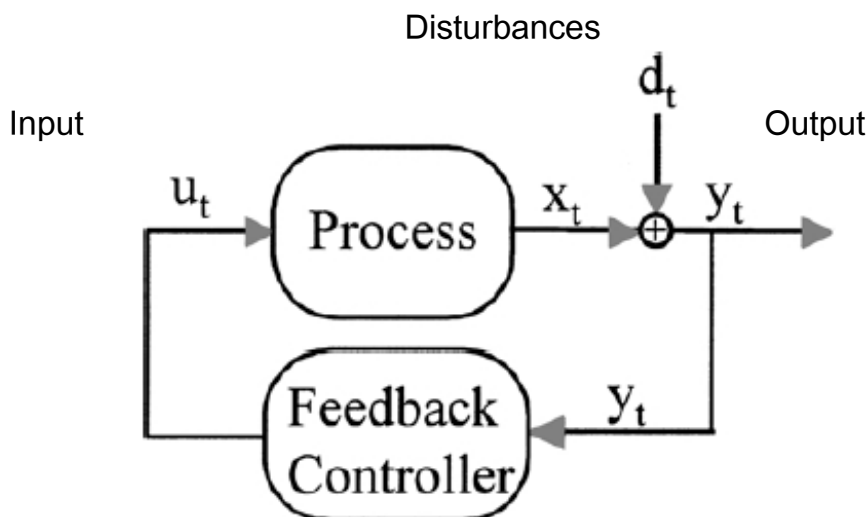 Disturbances
d_t
Input
Output
u_t
x_t
y_t
Process
Feedback
Controller
y_t